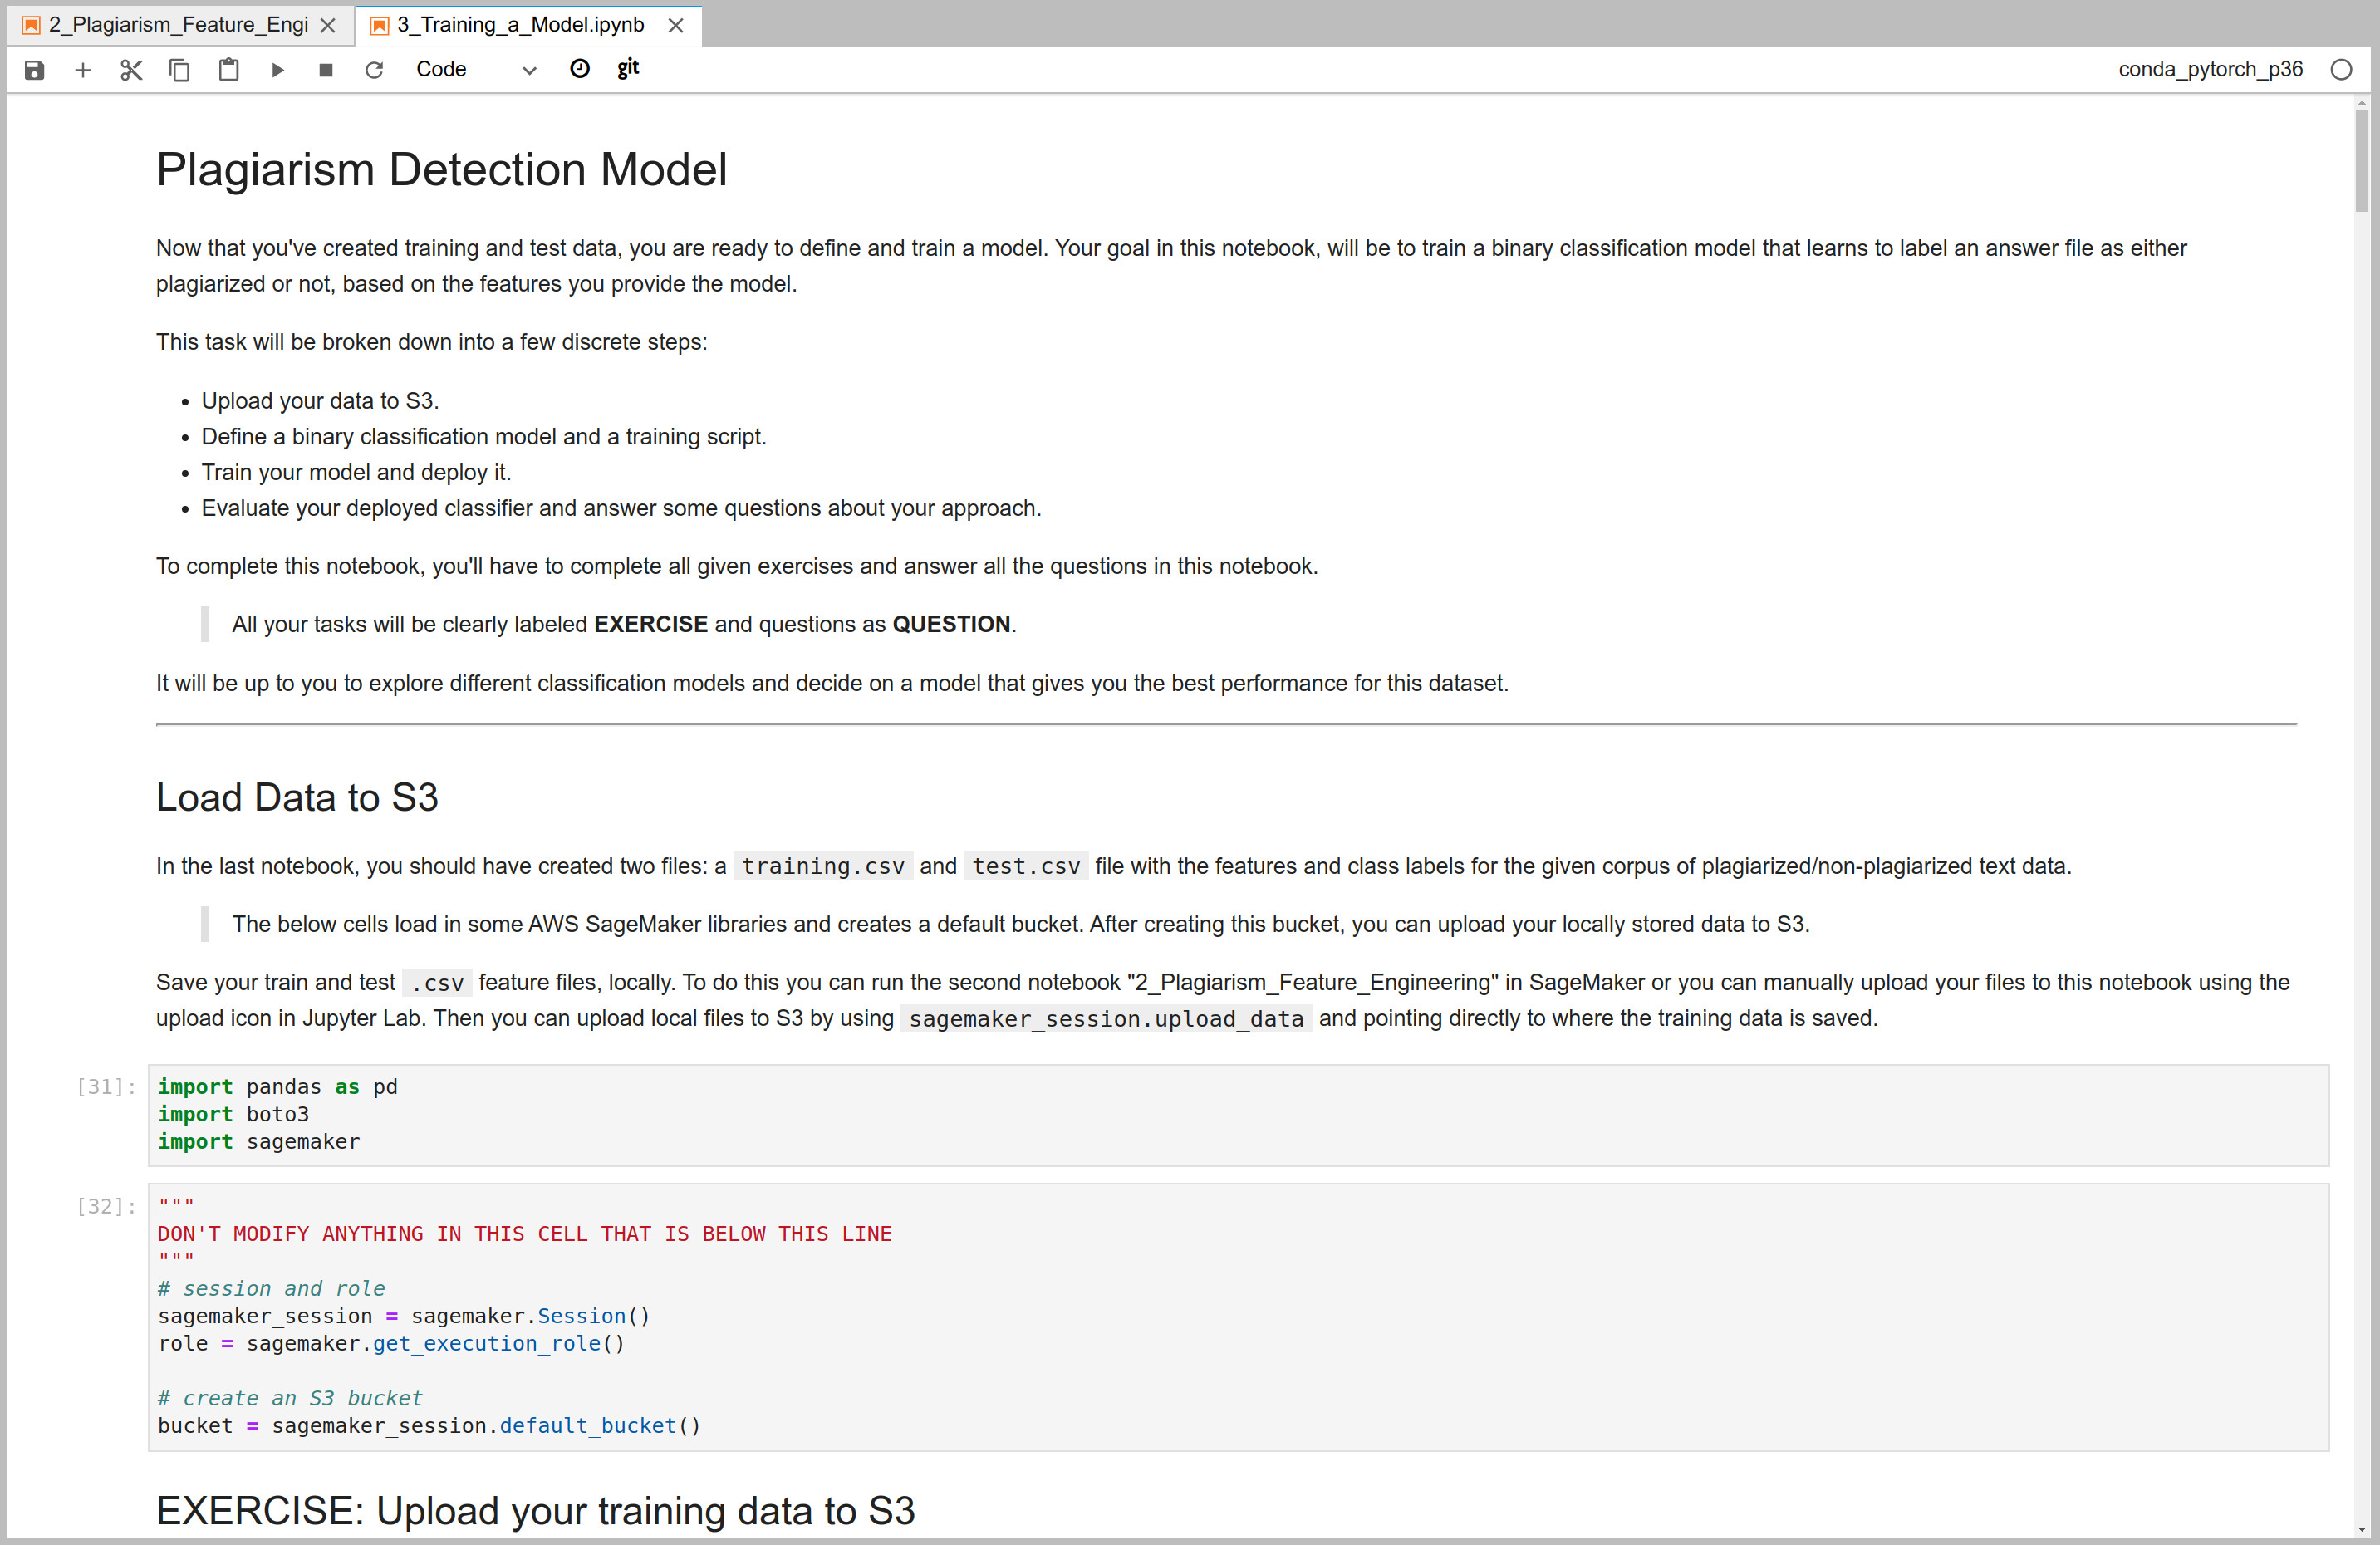 2_Plagiarism_Feature_Engi
3_Training_a_Model.ipynb
Code
git
conda_pytorch_p36
Plagiarism Detection Model
Now that you've created training and test data, you are ready to define and train a model. Your goal in this notebook, will be to train a binary classification model that learns to label an answer file as either
plagiarized or not, based on the features you provide the model.
This task will be broken down into a few discrete steps:
• Upload your data to S3.
• Define a binary classification model and a training script.
• Train your model and deploy it.
• Evaluate your deployed classifier and answer some questions about your approach.
To complete this notebook, you'll have to complete all given exercises and answer all the questions in this notebook.
All your tasks will be clearly labeled EXERCISE and questions as QUESTION.
It will be up to you to explore different classification models and decide on a model that gives you the best performance for this dataset.
Load Data to S3
In the last notebook, you should have created two files: a training.csv and test.csv file with the features and class labels for the given corpus of plagiarized/non-plagiarized text data.
The below cells load in some AWS SageMaker libraries and creates a default bucket. After creating this bucket, you can upload your locally stored data to S3.
Save your train and test .csv feature files, locally. To do this you can run the second notebook "2_Plagiarism_Feature_Engineering" in SageMaker or you can manually upload your files to this notebook using the
upload icon in Jupyter Lab. Then you can upload local files to S3 by using sagemaker_session.upload_data and pointing directly to where the training data is saved.
[31]: import pandas as pd
import boto3
import sagemaker
[32]: """
DON'T MODIFY ANYTHING IN THIS CELL THAT IS BELOW THIS LINE
"""
# session and role
sagemaker_session = sagemaker.Session()
role = sagemaker.get_execution_role()
# create an S3 bucket
bucket = sagemaker_session.default_bucket()
EXERCISE: Upload your training data to S3